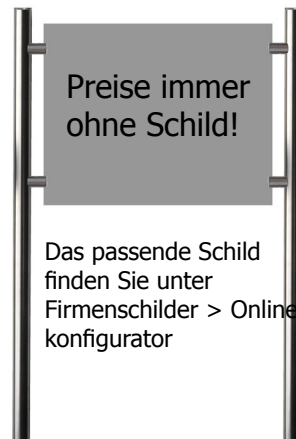 Preise immer
ohne Schild!
Das passende Schild
finden Sie unter
Firmenschilder > Online
konfigurator